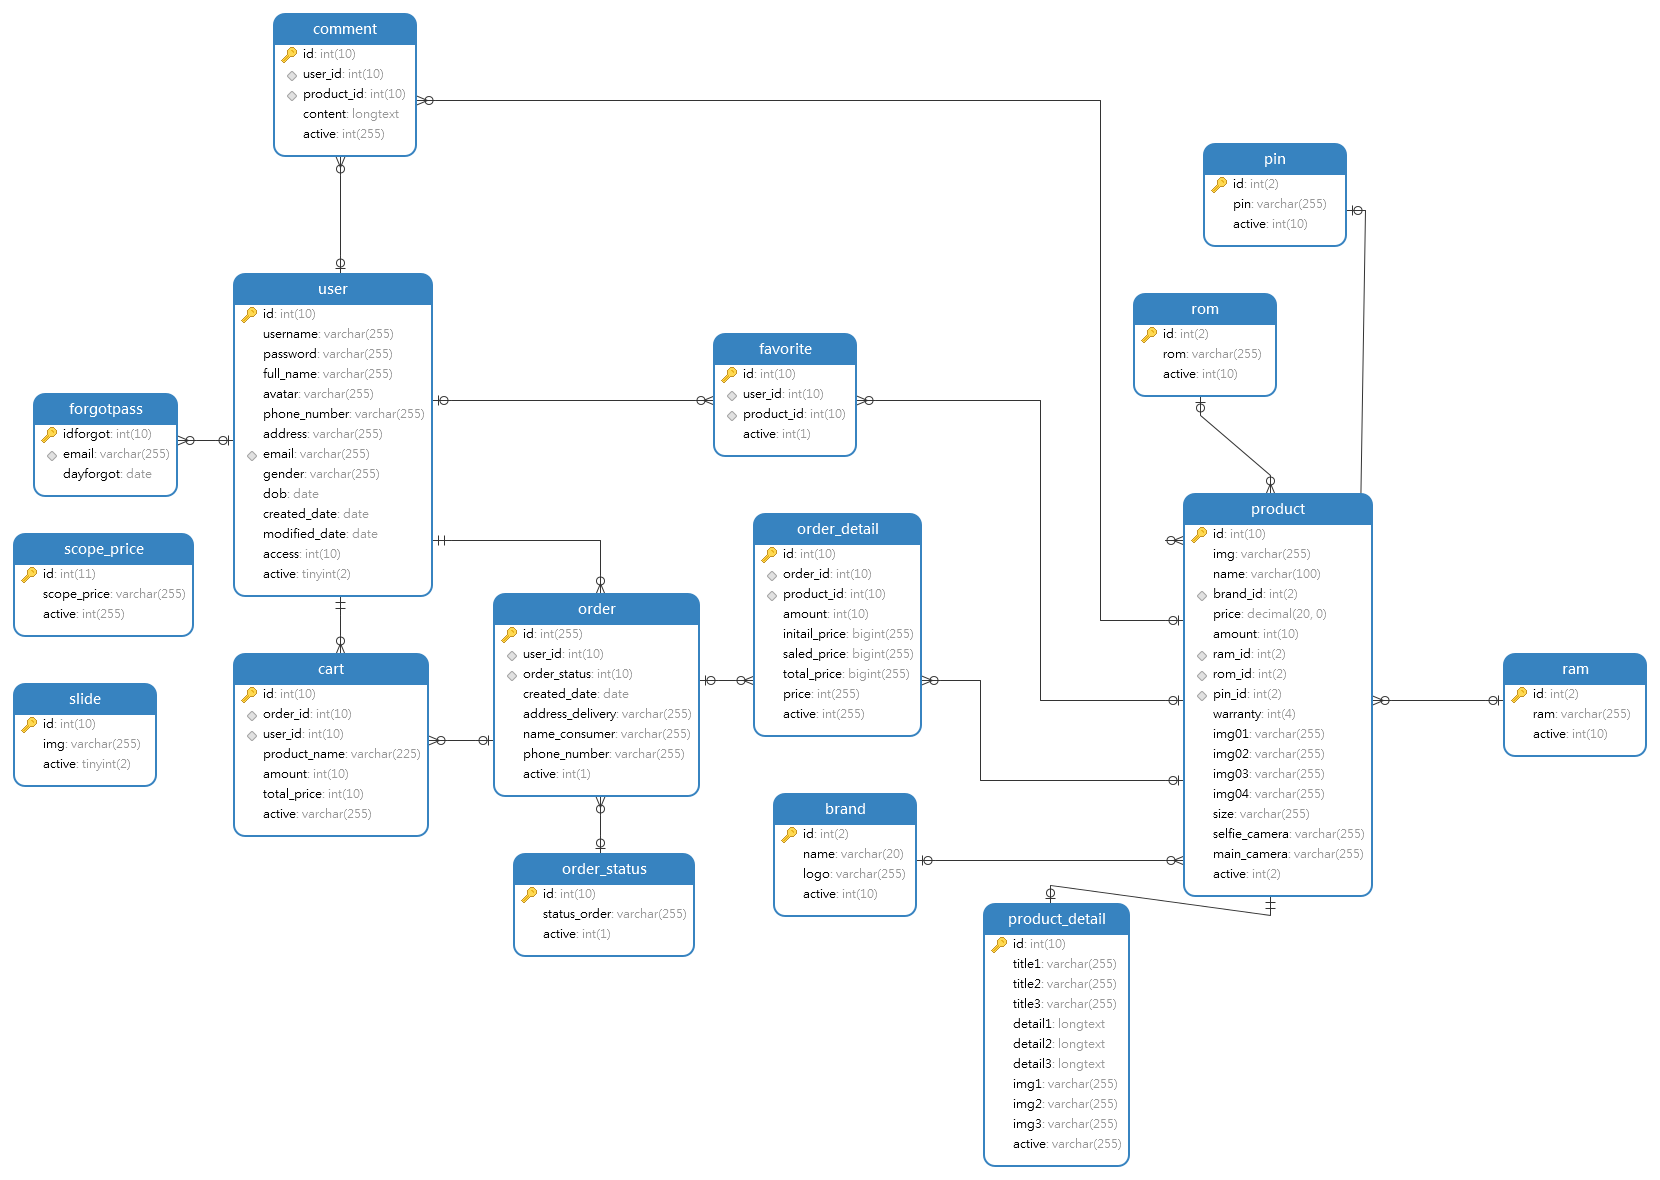 comment
id: int(10)
user_id: int(10)
product_id: int(10)
content: longtext
active: int(255)
pin
id: int(2)
pin: varchar(255)
active: int(10)
user
id: int(10)
username: varchar(255)
password: varchar(255)
full_name: varchar(255)
avatar: varchar(255)
phone_number: varchar(255)
address: varchar(255)
email: varchar(255)
gender: varchar(255)
dob: date
created_date: date
modified_date: date
access: int(10)
active: tinyint(2)
rom
id: int(2)
rom: varchar(255)
active: int(10)
favorite
id: int(10)
user_id: int(10)
product_id: int(10)
active: int(1)
forgotpass
idforgot: int(10)
email: varchar(255)
dayforgot: date
scope_price
id: int(11)
scope_price: varchar(255)
active: int(255)
order_detail
id: int(10)
order_id: int(10)
product_id: int(10)
amount: int(10)
initail_price: bigint(255)
saled_price: bigint(255)
total_price: bigint(255)
price: int(255)
active: int(255)
product
id: int(10)
img: varchar(255)
name: varchar(100)
brand_id: int(2)
price: decimal(20, 0)
amount: int(10)
ram_id: int(2)
rom_id: int(2)
pin_id: int(2)
warranty: int(4)
img01: varchar(255)
img02: varchar(255)
img03: varchar(255)
img04: varchar(255)
size: varchar(255)
selfie_camera: varchar(255)
main_camera: varchar(255)
active: int(2)
order
id: int(255)
user_id: int(10)
order_status: int(10)
created_date: date
address_delivery: varchar(255)
name_consumer: varchar(255)
phone_number: varchar(255)
active: int(1)
ram
id: int(2)
ram: varchar(255)
active: int(10)
slide
id: int(10)
img: varchar(255)
active: tinyint(2)
cart
id: int(10)
order_id: int(10)
user_id: int(10)
product_name: varchar(225)
amount: int(10)
total_price: int(10)
active: varchar(255)
brand
id: int(2)
name: varchar(20)
logo: varchar(255)
active: int(10)
order_status
id: int(10)
status_order: varchar(255)
active: int(1)
product_detail
id: int(10)
title1: varchar(255)
title2: varchar(255)
title3: varchar(255)
detail1: longtext
detail2: longtext
detail3: longtext
img1: varchar(255)
img2: varchar(255)
img3: varchar(255)
active: varchar(255)